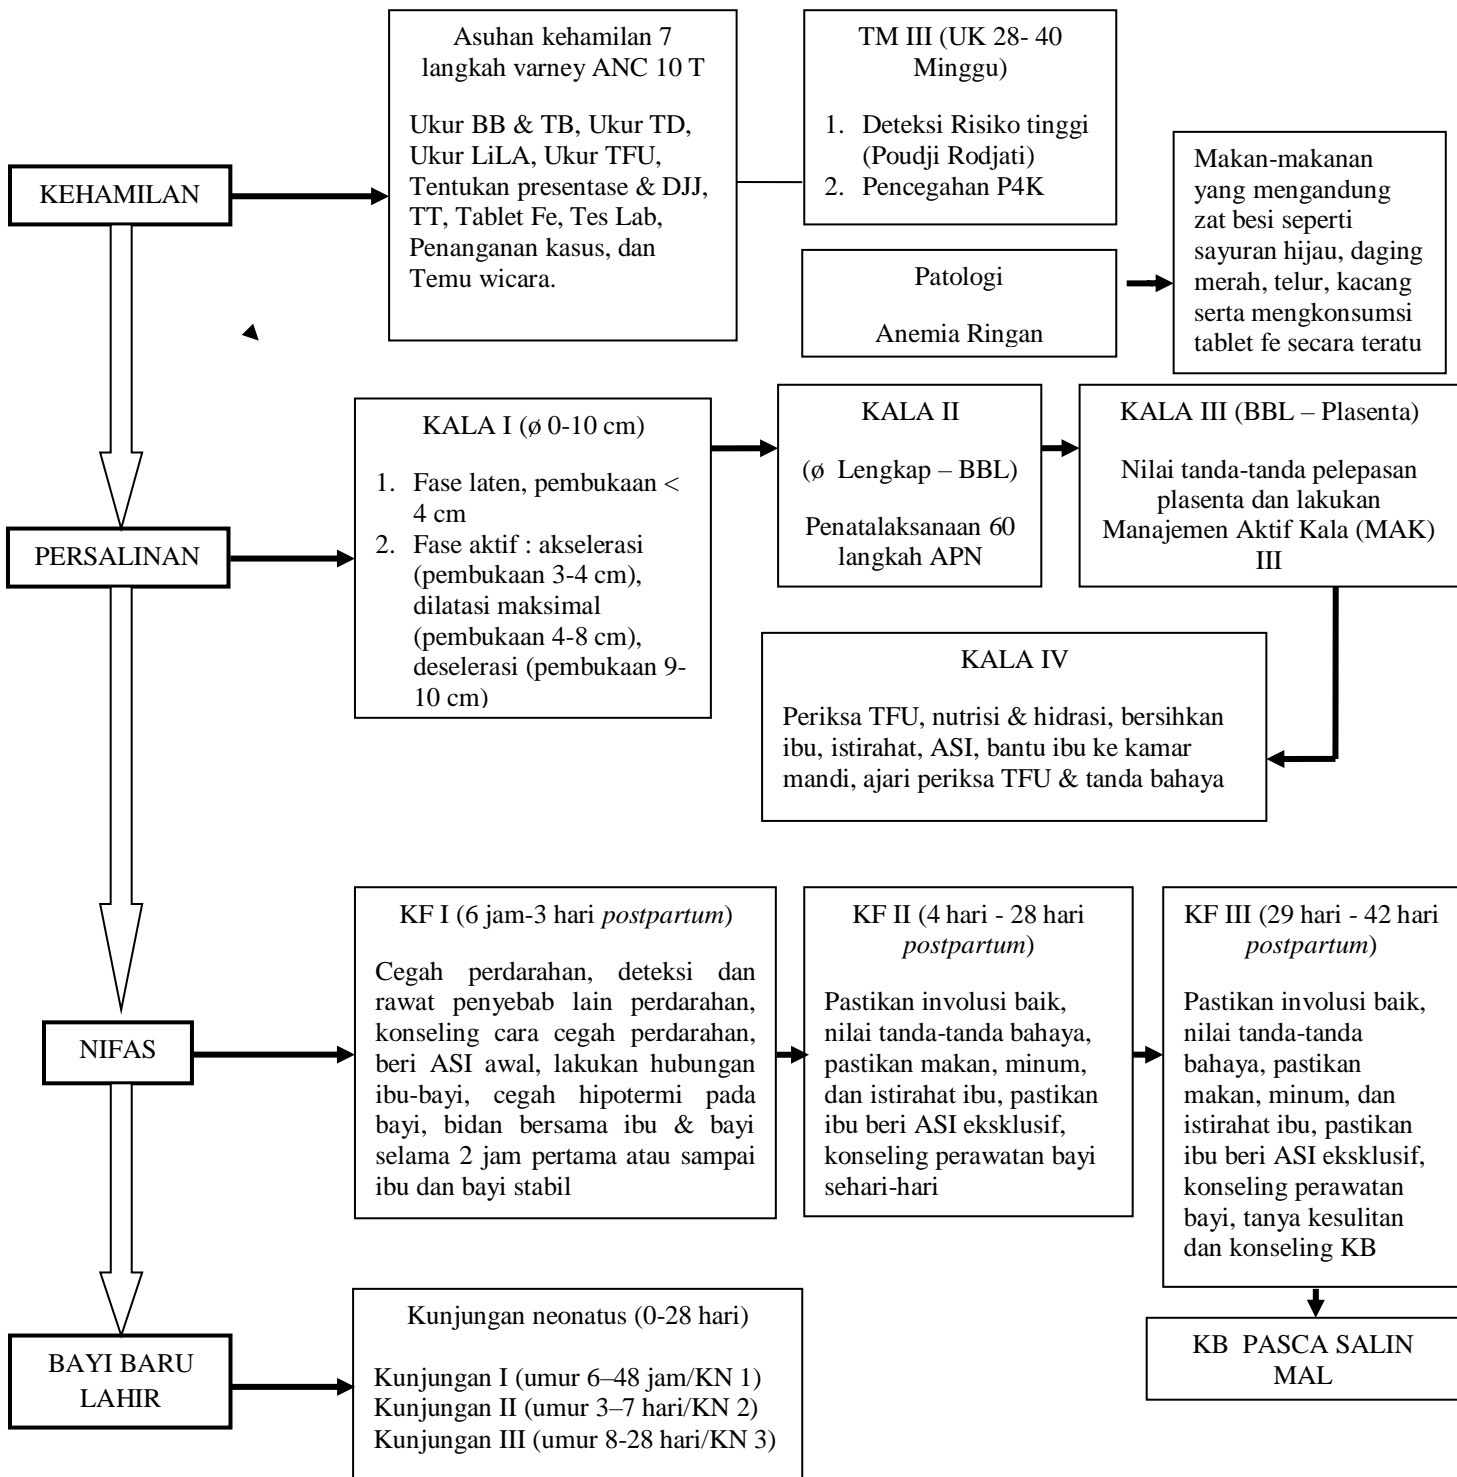 KEHAMILAN
Asuhan kehamilan 7
langkah varney ANC 10 T
Ukur BB & TB, Ukur TD,
Ukur LiLA, Ukur TFU,
Tentukan presentase & DJJ,
TT, Tablet Fe, Tes Lab,
Penanganan kasus, dan
Temu wicara.
TM III (UK 28- 40
Minggu)
1. Deteksi Risiko tinggi
(Poudji Rodjati)
2. Pencegahan P4K
Patologi
Anemia Ringan
Makan-makanan
yang mengandung
zat besi seperti
sayuran hijau, daging
merah, telur, kacang
serta mengkonsumsi
tablet fe secara teratu
PERSALINAN
KALA I (ø 0-10 cm)
1. Fase laten, pembukaan <
4 cm
2. Fase aktif : akselerasi
(pembukaan 3-4 cm),
dilatasi maksimal
(pembukaan 4-8 cm),
deselerasi (pembukaan 9-
10 cm)
KALA II
(ø Lengkap – BBL)
Penatalaksanaan 60
langkah APN
KALA III (BBL – Plasenta)
Nilai tanda-tanda pelepasan
plasenta dan lakukan
Manajemen Aktif Kala (MAK)
III
KALA IV
Periksa TFU, nutrisi & hidrasi, bersihkan
ibu, istirahat, ASI, bantu ibu ke kamar
mandi, ajari periksa TFU & tanda bahaya
NIFAS
KF I (6 jam-3 hari postpartum)
Cegah perdarahan, deteksi dan
rawat penyebab lain perdarahan,
konseling cara cegah perdarahan,
beri ASI awal, lakukan hubungan
ibu-bayi, cegah hipotermi pada
bayi, bidan bersama ibu & bayi
selama 2 jam pertama atau sampai
ibu dan bayi stabil
KF II (4 hari - 28 hari
postpartum)
Pastikan involusi baik,
nilai tanda-tanda bahaya,
pastikan makan, minum,
dan istirahat ibu, pastikan
ibu beri ASI eksklusif,
konseling perawatan bayi
sehari-hari
KF III (29 hari - 42 hari
postpartum)
Pastikan involusi baik,
nilai tanda-tanda
bahaya, pastikan
makan, minum, dan
istirahat ibu, pastikan
ibu beri ASI eksklusif,
konseling perawatan
bayi, tanya kesulitan
dan konseling KB
KB PASCA SALIN
MAL
BAYI BARU
LAHIR
Kunjungan neonatus (0-28 hari)
Kunjungan I (umur 6–48 jam/KN 1)
Kunjungan II (umur 3–7 hari/KN 2)
Kunjungan III (umur 8-28 hari/KN 3)